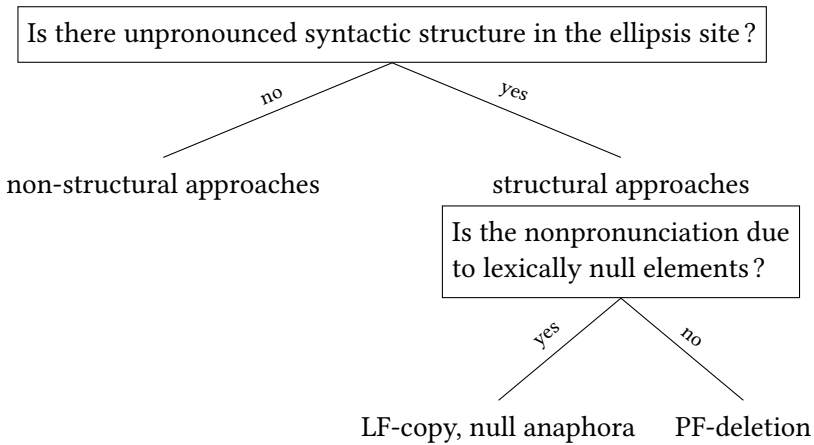 Is there unpronounced syntactic structure in the ellipsis site?
no
yes
non-structural approaches
structural approaches
Is the nonpronunciation due
to lexically null elements?
yes
no
LF-copy, null anaphora
PF-deletion